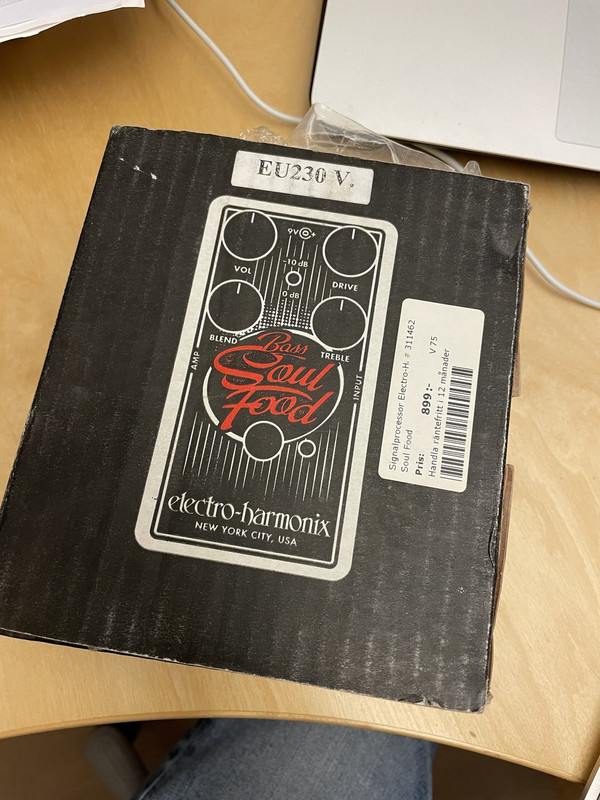 EU230 V.
9V
+
-10 dB
VOL
DRIVE
0 dB
BLEND
TREBLE
AMP
INPUT
Bass
Soul
Food
electro-harmonix
NEW YORK CITY, USA
Signalprocessor Electro-H. # 311462
Soul Food
Pris: 899:- V 75
Handla räntefritt i 12 månader